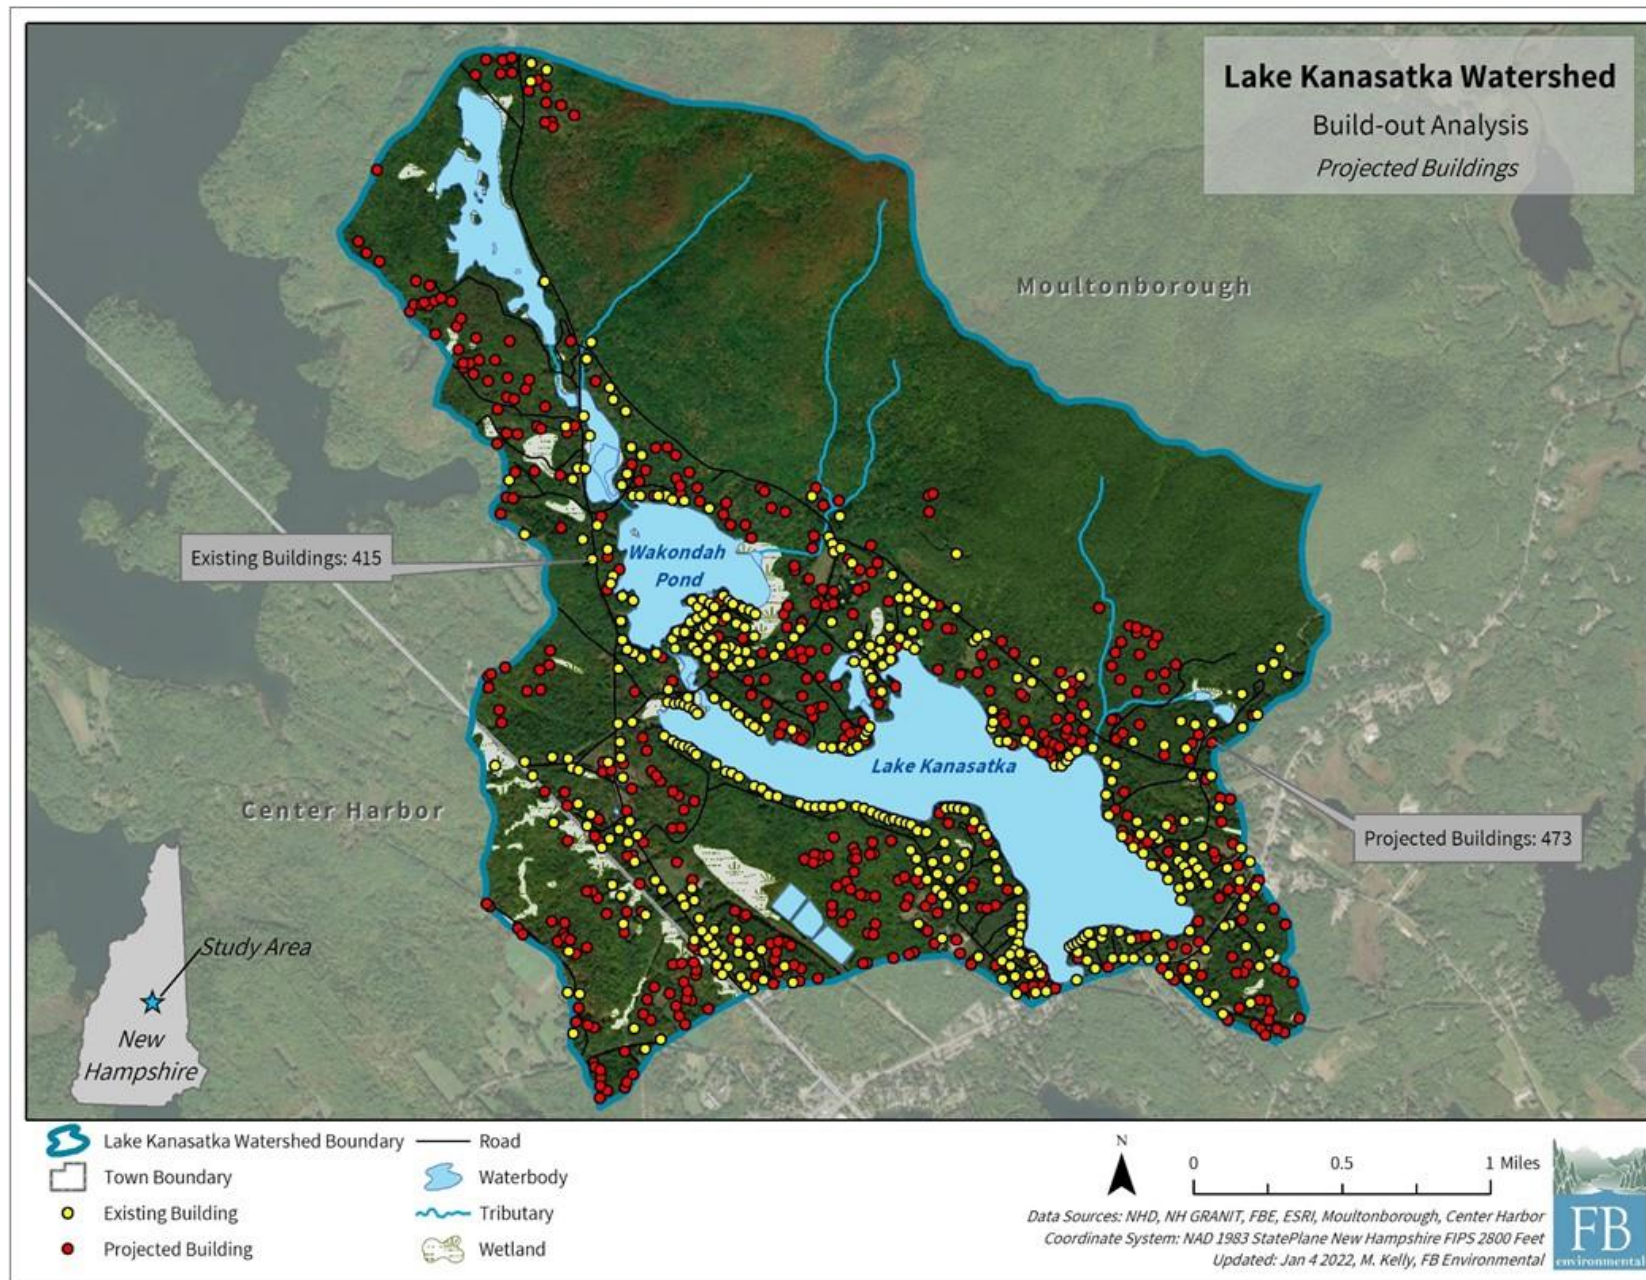 Lake Kanasatka Watershed
Build-out Analysis
Projected Buildings
Moultonborough
Existing Buildings: 415
Wakondah
Pond
Lake Kanasatka
Center Harbor
Projected Buildings: 473
Study Area
New
Hampshire
Lake Kanasatka Watershed Boundary
Town Boundary
Existing Building
Projected Building
Road
Waterbody
Tributary
Wetland
N
0 0.5 1 Miles
Data Sources: NHD, NH GRANIT, FBE, ESRI, Moultonborough, Center Harbor
Coordinate System: NAD 1983 StatePlane New Hampshire FIPS 2800 Feet
Updated: Jan 4 2022, M. Kelly, FB Environmental
FB
environmental